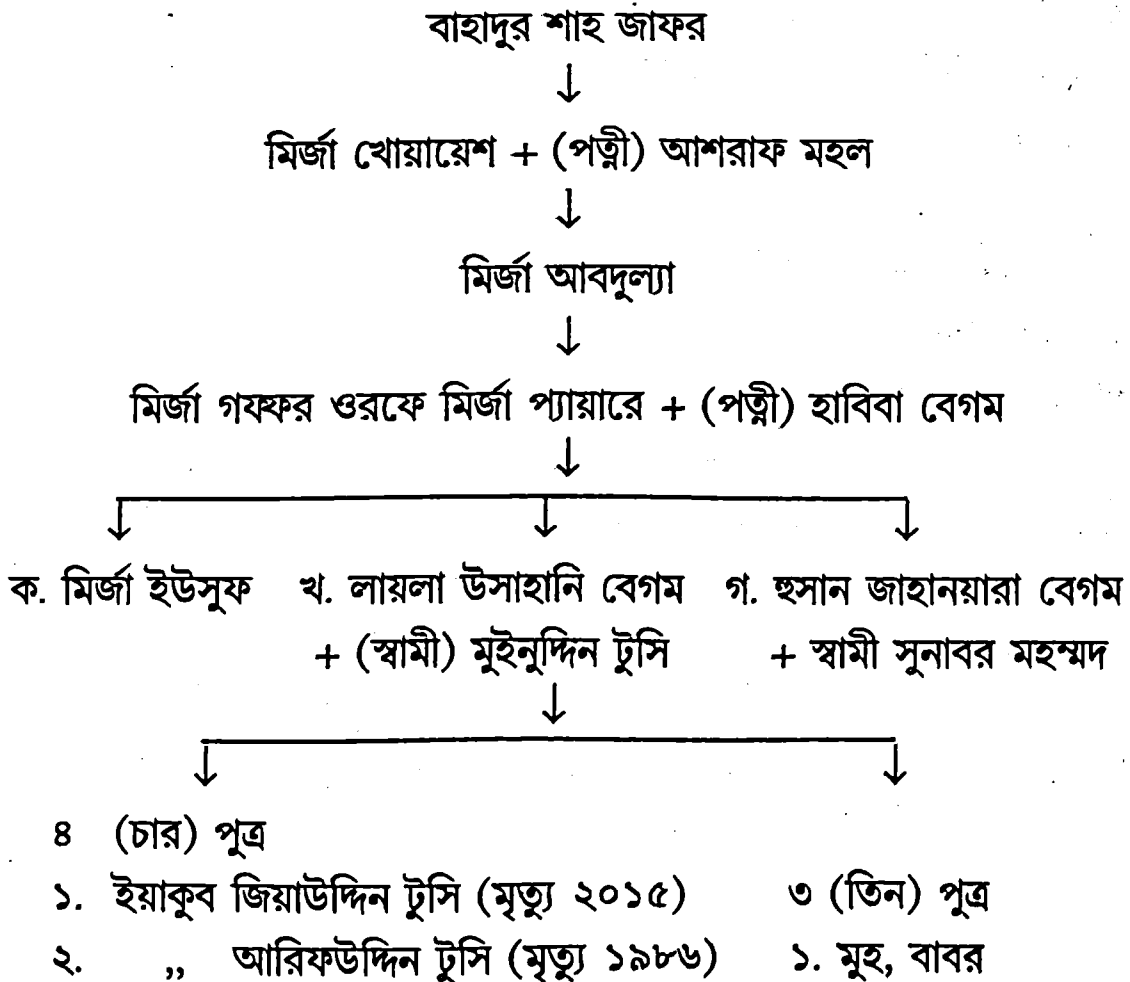 বাহাদুর শাহ জাফর
↓
মির্জা খোয়ায়েশ + (পত্নী) আশরাফ মহল
↓
মির্জা আবদুল্যা
↓
মির্জা গফফর ওরফে মির্জা প্যায়ারে + (পত্নী) হাবিবা বেগম
↓
↓ ↓ ↓
ক. মির্জা ইউসুফ খ. লায়লা উসাহানি বেগম গ. হুসান জাহানয়ারা বেগম
+ (স্বামী) মুইনুদ্দিন টুসি + স্বামী সুনাবর মহম্মদ
↓
↓ ↓
৪ (চার) পুত্র
১. ইয়াকুব জিয়াউদ্দিন টুসি (মৃত্যু ২০১৫) ৩ (তিন) পুত্র
২. ,, আরিফউদ্দিন টুসি (মৃত্যু ১৯৮৬) ১. মুহ, বাবর